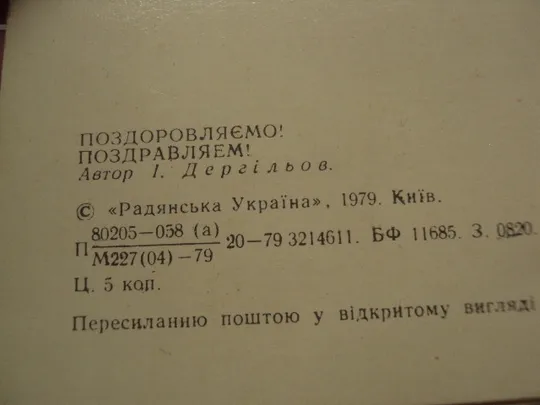 ПОЗДОРОВЛЯЄМО!
ПОЗДРАВЛЯЕМ!
Автор І. Дергільов.
© «Радянська Україна», 1979. Київ.
П 80205—058 (а)
М227(04)—79 20—79 3214611. БФ 11685. З. 0820.
Ц. 5 коп.
Пересиланню поштою у відкритому вигляді